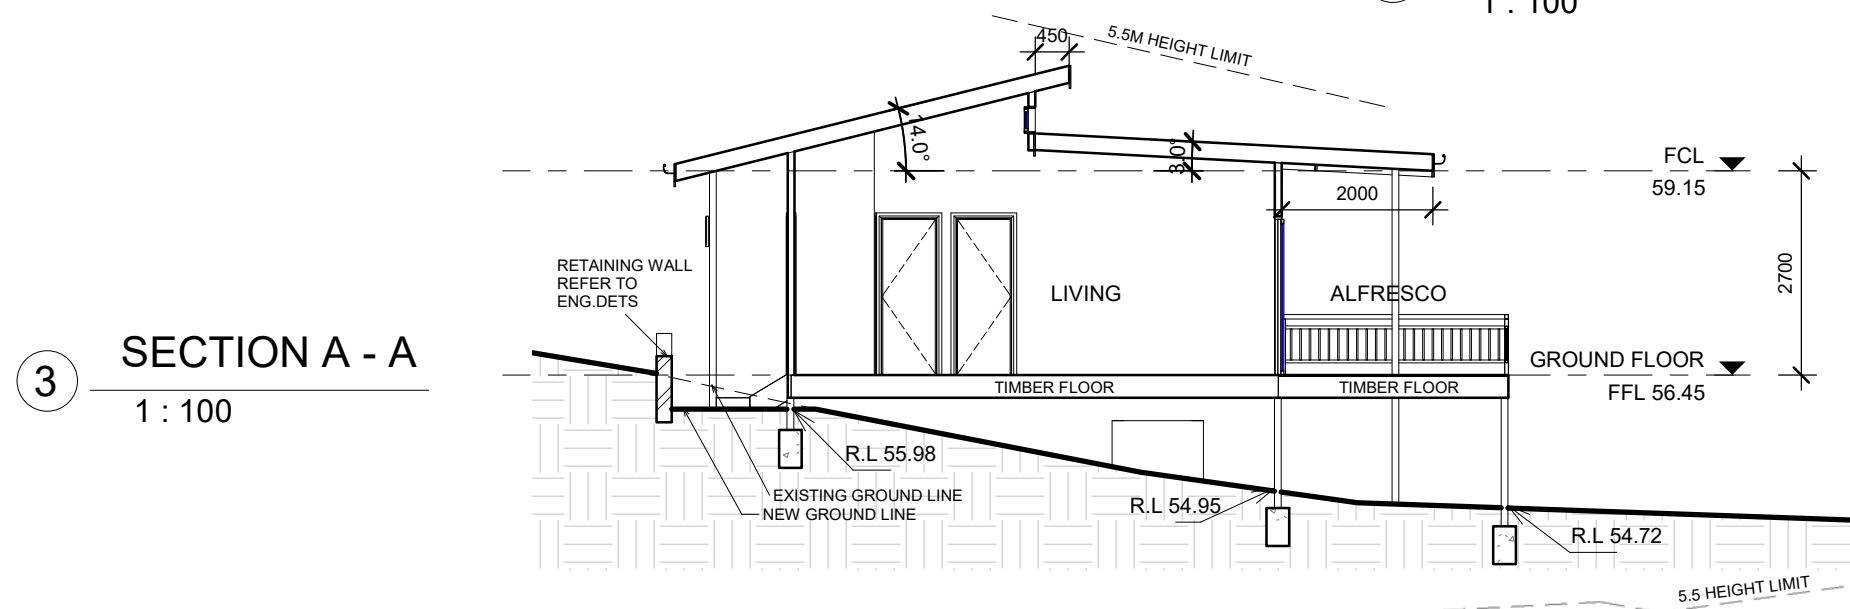 1 : 100
5.5M HEIGHT LIMIT
450
14.0°
3.0°
FCL
59.15
2000
2700
RETAINING WALL
REFER TO
ENG.DETS
LIVING
ALFRESCO
3
SECTION A - A
1 : 100
GROUND FLOOR
FFL 56.45
TIMBER FLOOR
TIMBER FLOOR
R.L 55.98
EXISTING GROUND LINE
NEW GROUND LINE
R.L 54.95
R.L 54.72
5.5 HEIGHT LIMIT